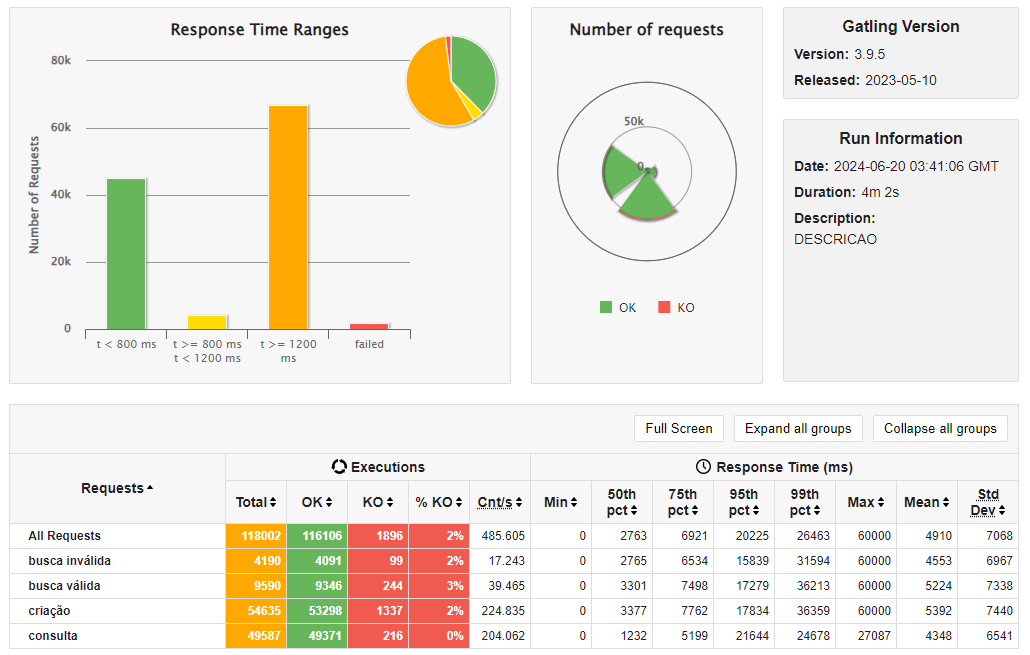 Response Time Ranges
Number of Requests
80k
60k
40k
20k
0
t < 800 ms
t >= 800 ms
t < 1200 ms
t >= 1200
ms
failed
Number of requests
50k
0
OK
KO
Gatling Version
Version: 3.9.5
Released: 2023-05-10
Run Information
Date: 2024-06-20 03:41:06 GMT
Duration: 4m 2s
Description:
DESCRICAO
Full Screen
Expand all groups
Collapse all groups
Requests
Executions
Response Time (ms)
Total OK KO % KO Cnt/s Min 50th pct 75th pct 95th pct 99th pct Max Mean Std Dev
All Requests 118002 116106 1896 2% 485.605 0 2763 6921 20225 26463 60000 4910 7068
busca inválida 4190 4091 99 2% 17.243 0 2765 6534 15839 31594 60000 4553 6967
busca válida 9590 9346 244 3% 39.465 0 3301 7498 17279 36213 60000 5224 7338
criação 54635 53298 1337 2% 224.835 0 3377 7762 17834 36359 60000 5392 7440
consulta 49587 49371 216 0% 204.062 0 1232 5199 21644 24678 27087 4348 6541